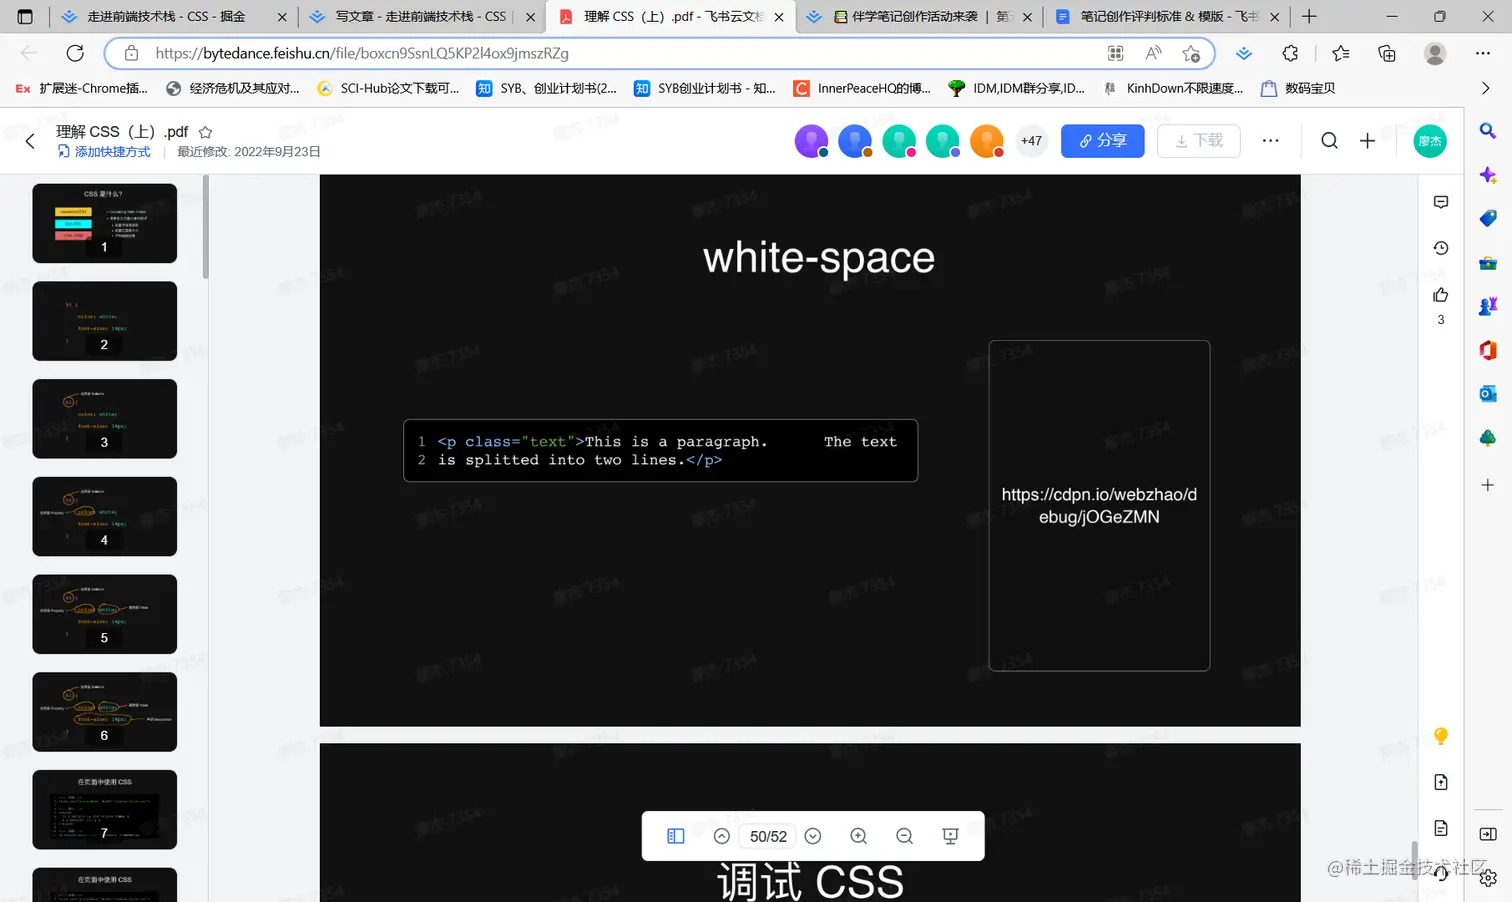 走进前端技术栈 - CSS - 掘金
写文章 - 走进前端技术栈 - CSS
理解 CSS（上）.pdf - 飞书云文档
伴学笔记创作活动来袅 | 第
笔记创作评判标准 & 模版 - 飞书
https://bytedance.feishu.cn/file/boxcn9SsnLQ5KP2l4ox9jmszRZg
扩展迷-Chrome插...
经济危机及其应对...
SCI-Hub论文下载可...
SYB、创业计划书(2...
SYB创业计划书 - 知...
InnerPeaceHQ的博...
IDM,IDM群分享,ID...
KinhDown不限速度...
数码宝贝
理解 CSS（上）.pdf
添加快捷方式
最近修改: 2022年9月23日
+47
分享
下载
廖杰
CSS 是什么?
1
2
3
4
5
6
在页面中使用 CSS
7
在页面中使用 CSS
white-space
1 <p class="text">This is a paragraph.      The text
2 is splitted into two lines.</p>
https://cdpn.io/webzhao/d
ebug/jOGeZMN
3
50/52
调试 CSS
@稀土掘金技术社区